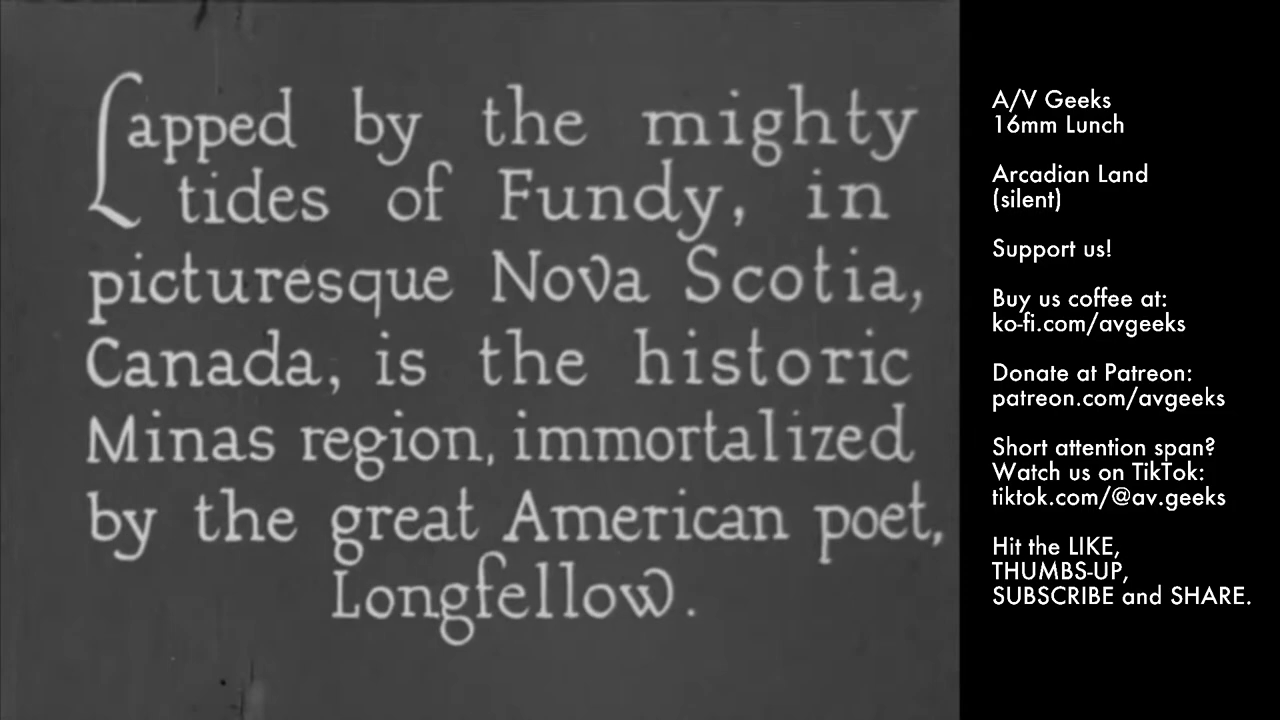 Lapped by the mighty
tides of Fundy, in
picturesque Nova Scotia,
Canada, is the historic
Minas region, immortalized
by the great American poet,
Longfellow.
A/V Geeks
16mm Lunch
Arcadian Land
(silent)
Support us!
Buy us coffee at:
ko-fi.com/avgeeks
Donate at Patreon:
patreon.com/avgeeks
Short attention span?
Watch us on TikTok:
tiktok.com/@av.geeks
Hit the LIKE,
THUMBS-UP,
SUBSCRIBE and SHARE.